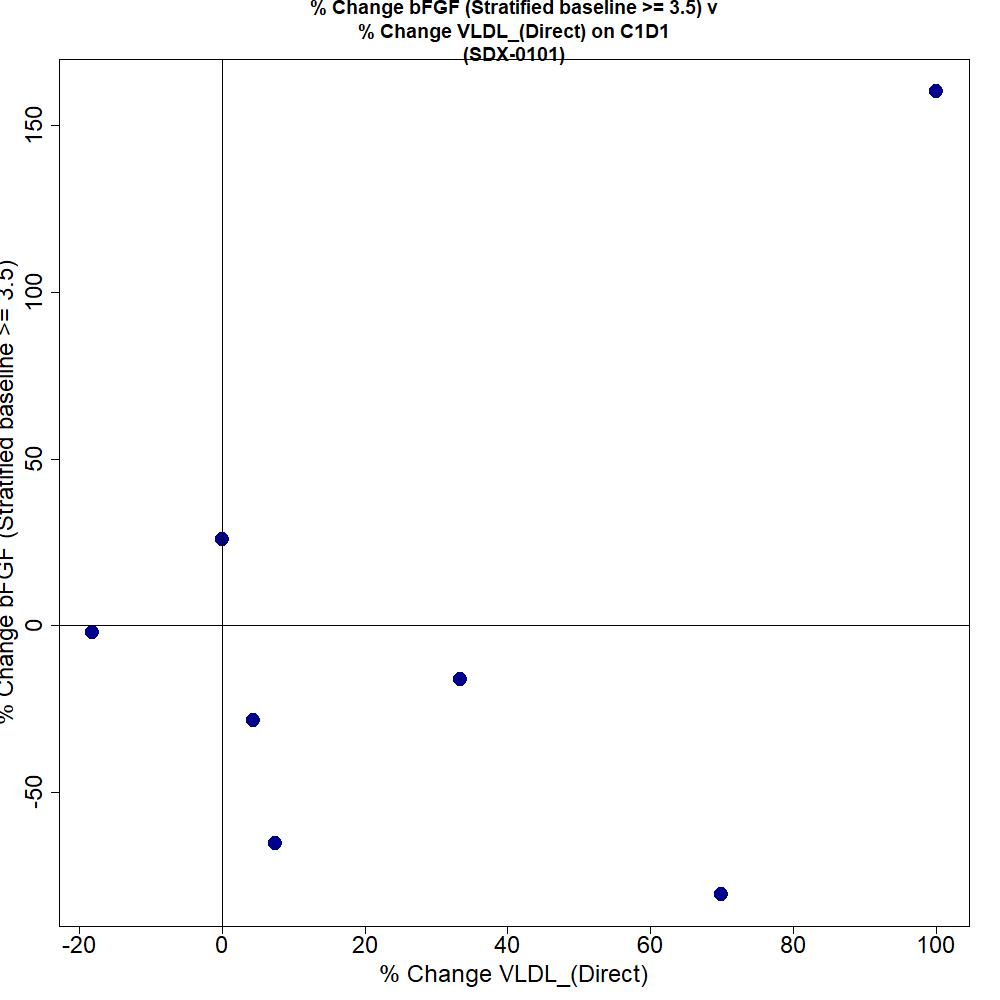 % Change bFGF (Stratified baseline >= 3.5) v
% Change VLDL_(Direct) on C1D1
(SDX-0101)
% Change bFGF (Stratified baseline >= 3.5)
150
100
50
0
-50
-20 0 20 40 60 80 100
% Change VLDL_(Direct)